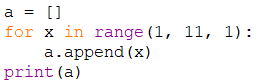 a = []
for x in range(1, 11, 1):
    a.append(x)
print(a)